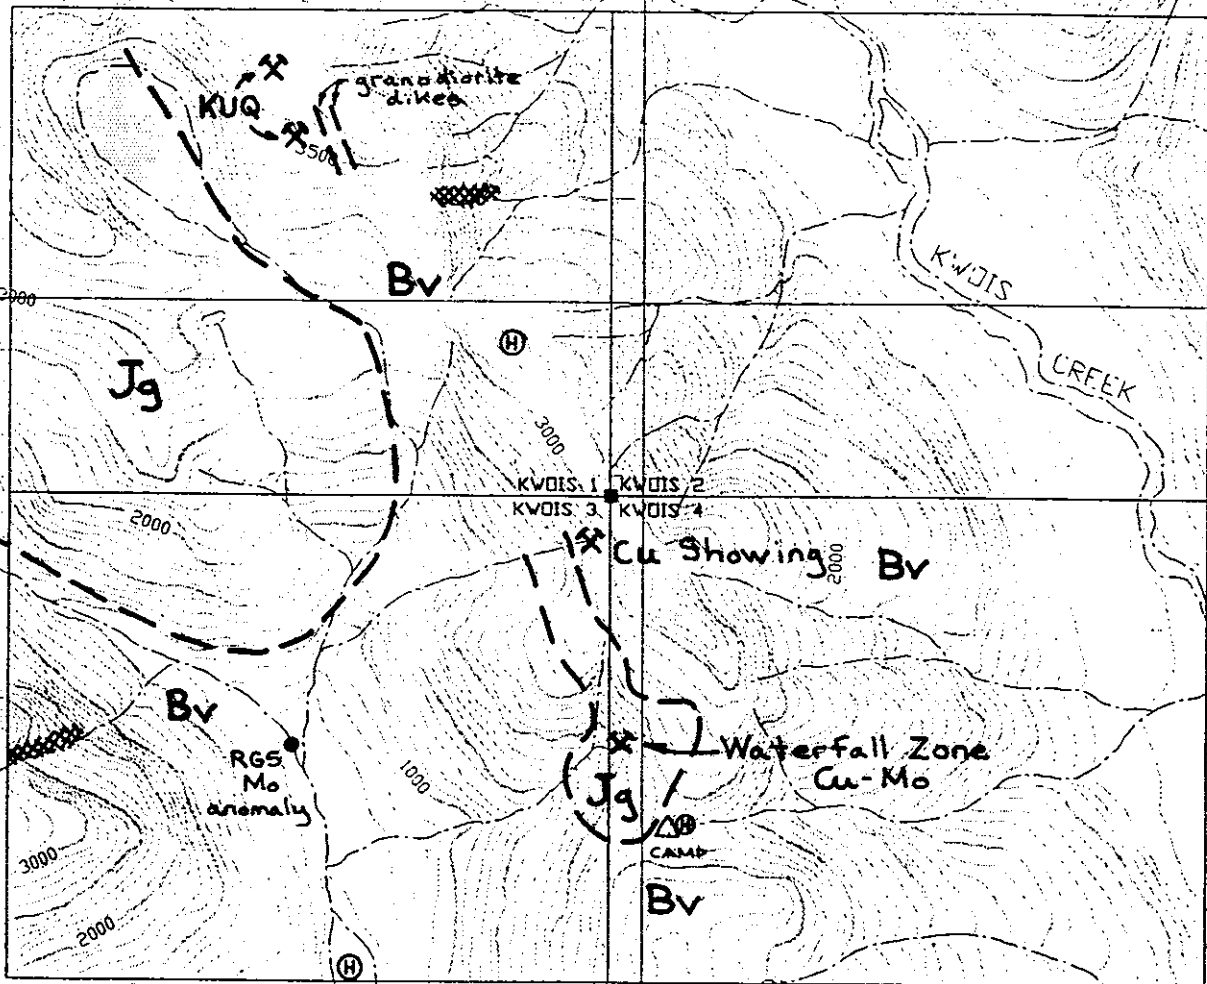 granodiorite
dikes
KUQ
3500
Bv
KWOIS
H
CREEK
Jg
3000
KWOIS 1 KWOIS 2
KWOIS 3 KWOIS 4
2000
Cu Showing
2000
Bv
Bv
RGS
Mo
anomaly
1000
Waterfall Zone
Cu-Mo
Jg
H
CAMP
3000
Bv
2000
H